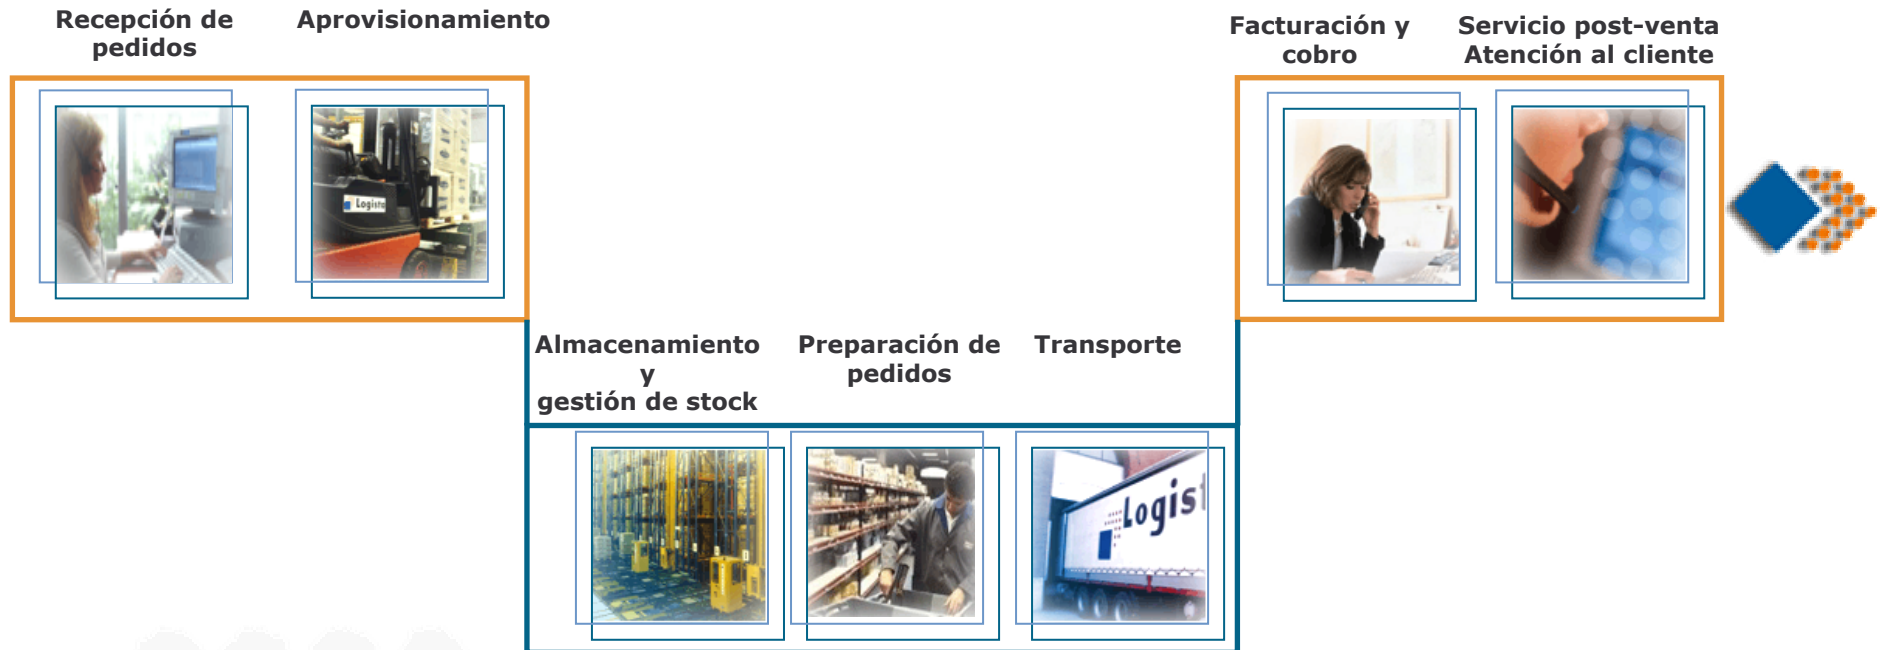 Recepción de
pedidos
Aprovisionamiento
Facturación y
cobro
Servicio post-venta
Atención al cliente
Logista
Almacenamiento
y
gestión de stock
Preparación de
pedidos
Transporte
Logist